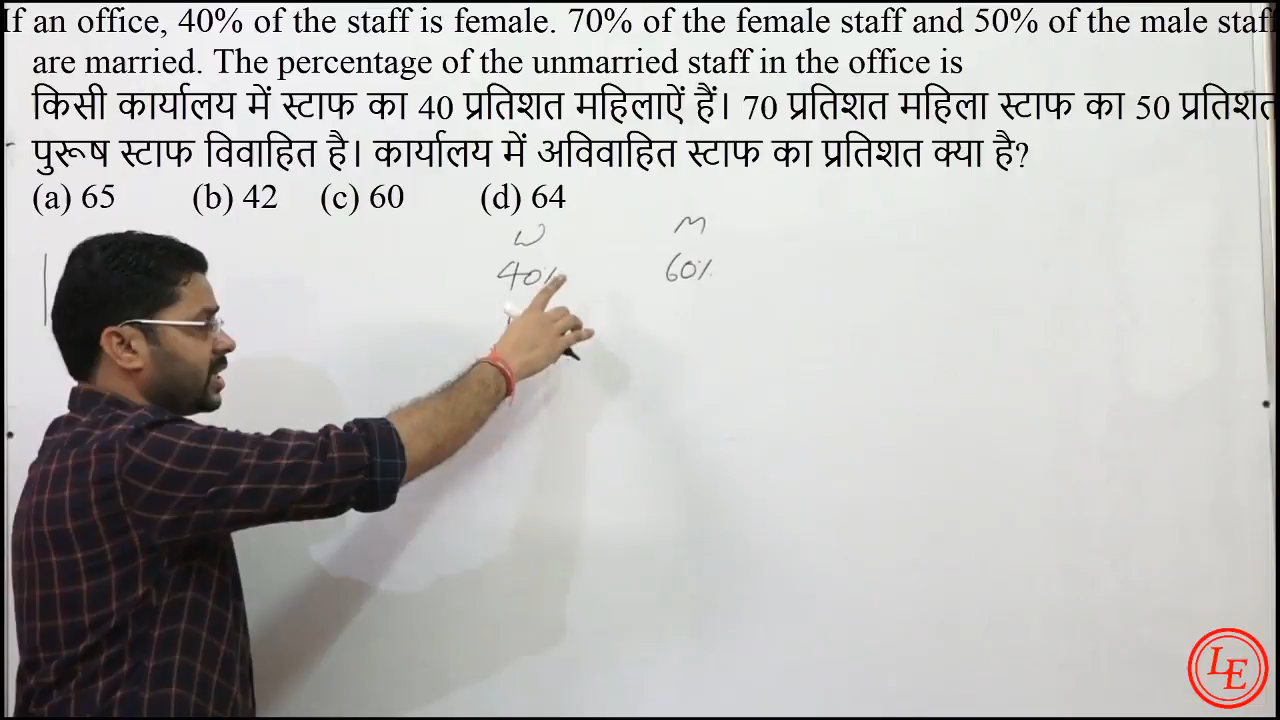 If an office, 40% of the staff is female. 70% of the female staff and 50% of the male staff
are married. The percentage of the unmarried staff in the office is
किसी कार्यालय में स्टाफ का 40 प्रतिशत महिलाऐं हैं। 70 प्रतिशत महिला स्टाफ का 50 प्रतिशत
पुरूष स्टाफ विवाहित है। कार्यालय में अविवाहित स्टाफ का प्रतिशत क्या है?
(a) 65 (b) 42 (c) 60 (d) 64
W M
40% 60%
LE